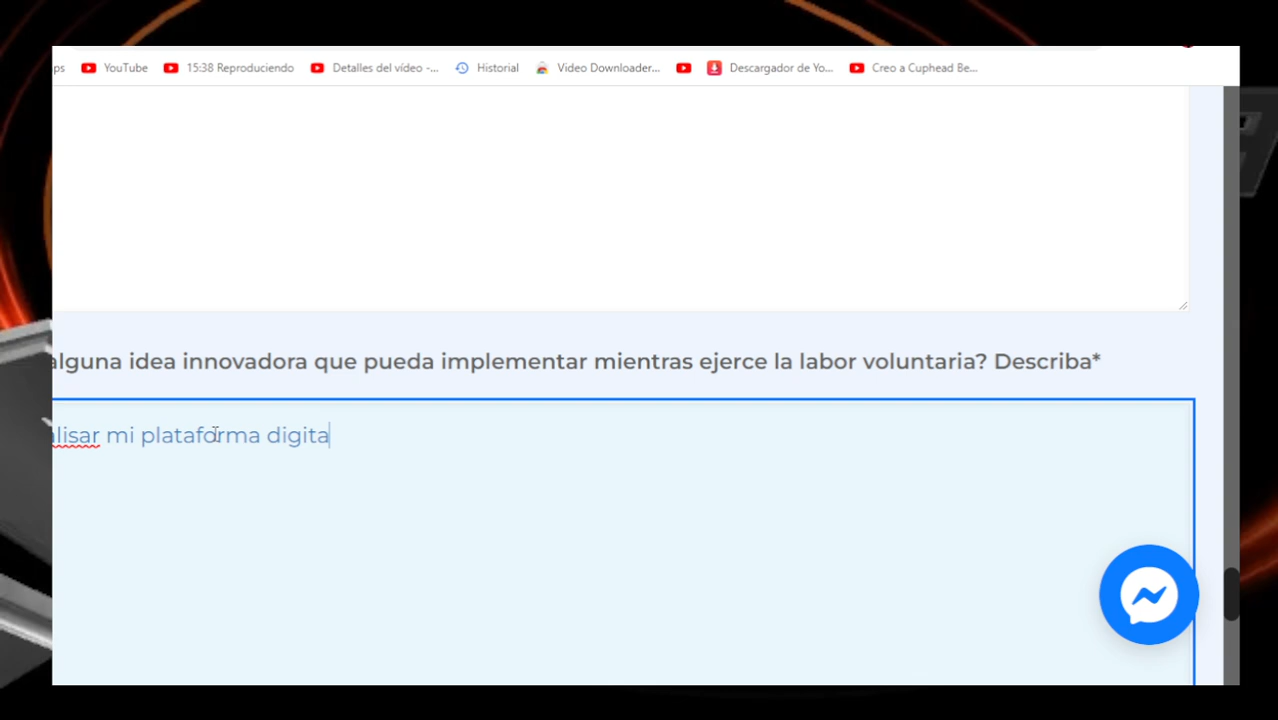 ps YouTube 15:38 Reproduciendo Detalles del vídeo -... Historial Video Downloader... Descargador de Yo... Creo a Cuphead Be...
alguna idea innovadora que pueda implementar mientras ejerce la labor voluntaria? Describa*
lisar mi plataforma digita